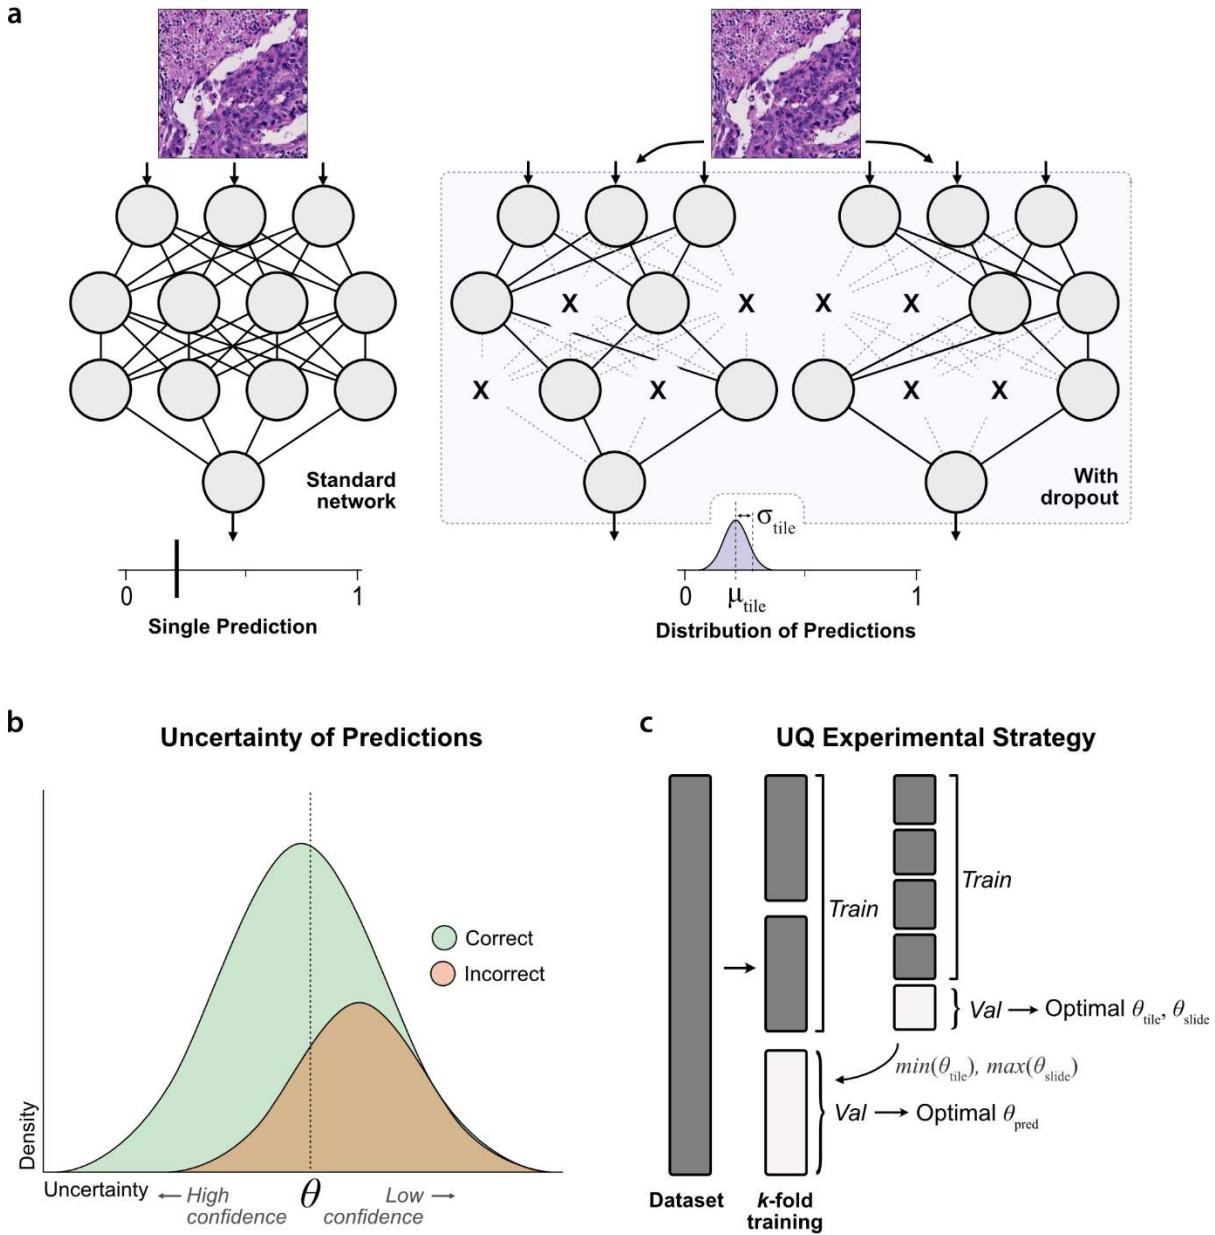 a
X
X
X
X
X
X
X
X
Standard
network
With
dropout
σtile
0
1
Single Prediction
0
μtile
1
Distribution of Predictions
b
Uncertainty of Predictions
Correct
Incorrect
Density
Uncertainty
High
confidence
θ
Low
confidence
c
UQ Experimental Strategy
Train
Train
Val
Optimal θtile, θslide
min(θtile), max(θslide)
Val
Optimal θpred
Dataset
k-fold
training